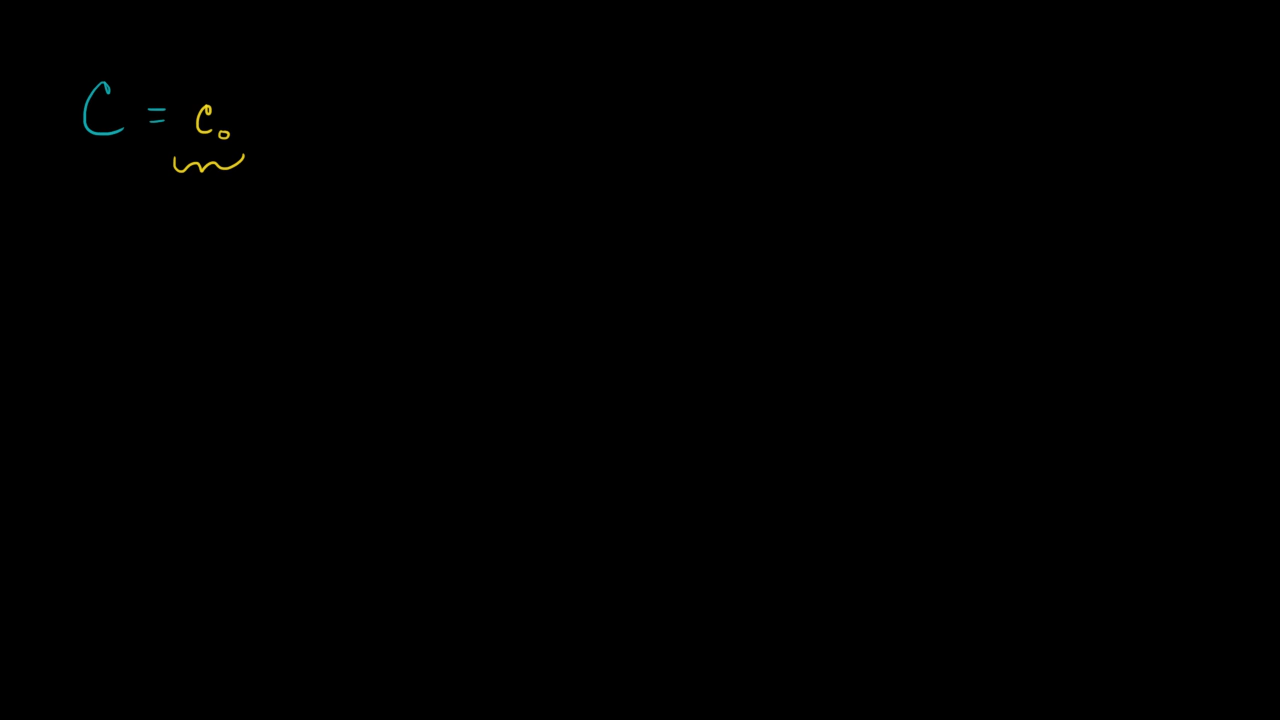 C = c₀